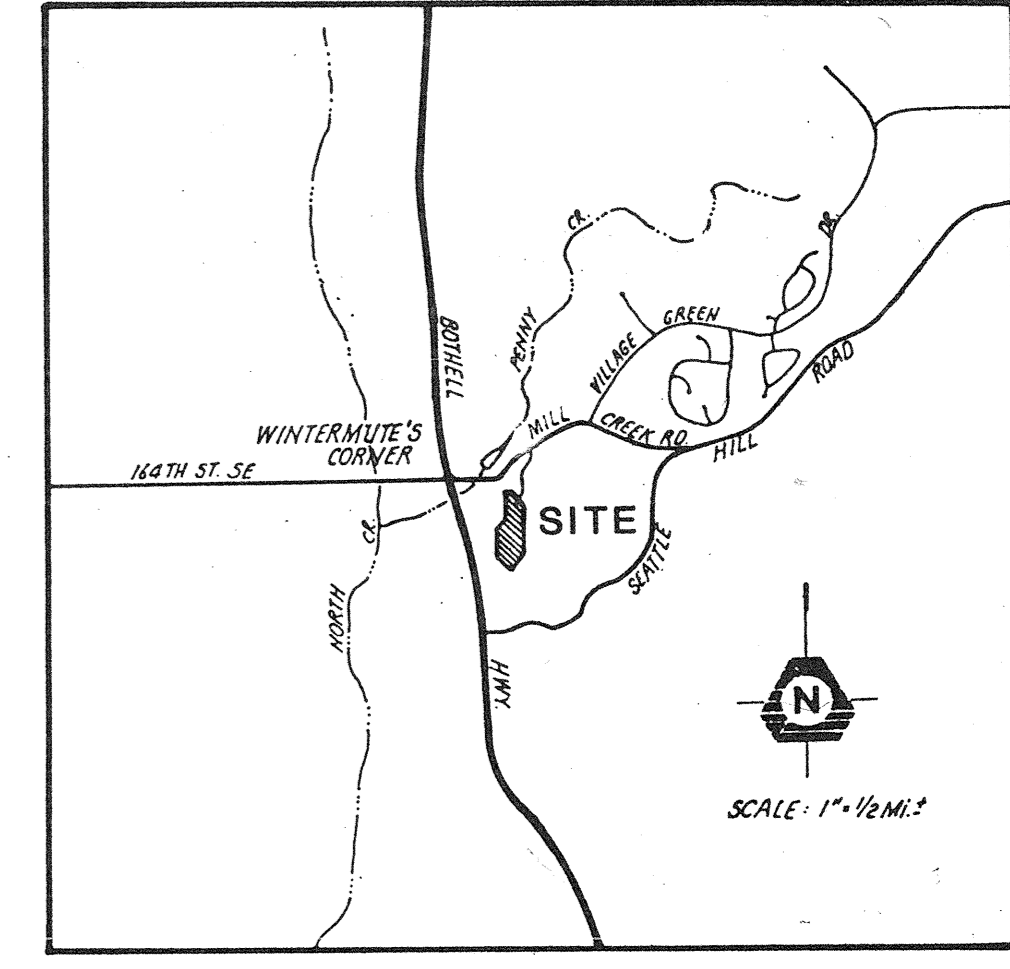 CR.
DR.
PENNY
GREEN
VILLAGE
BOTHELL
ROAD
MILL
CREEK RD.
HILL
WINTERMUTE'S
CORNER
164TH ST. SE
SITE
CR.
SEATTLE
NORTH
HWY.
N
SCALE: 1"=1/2 Mi.±